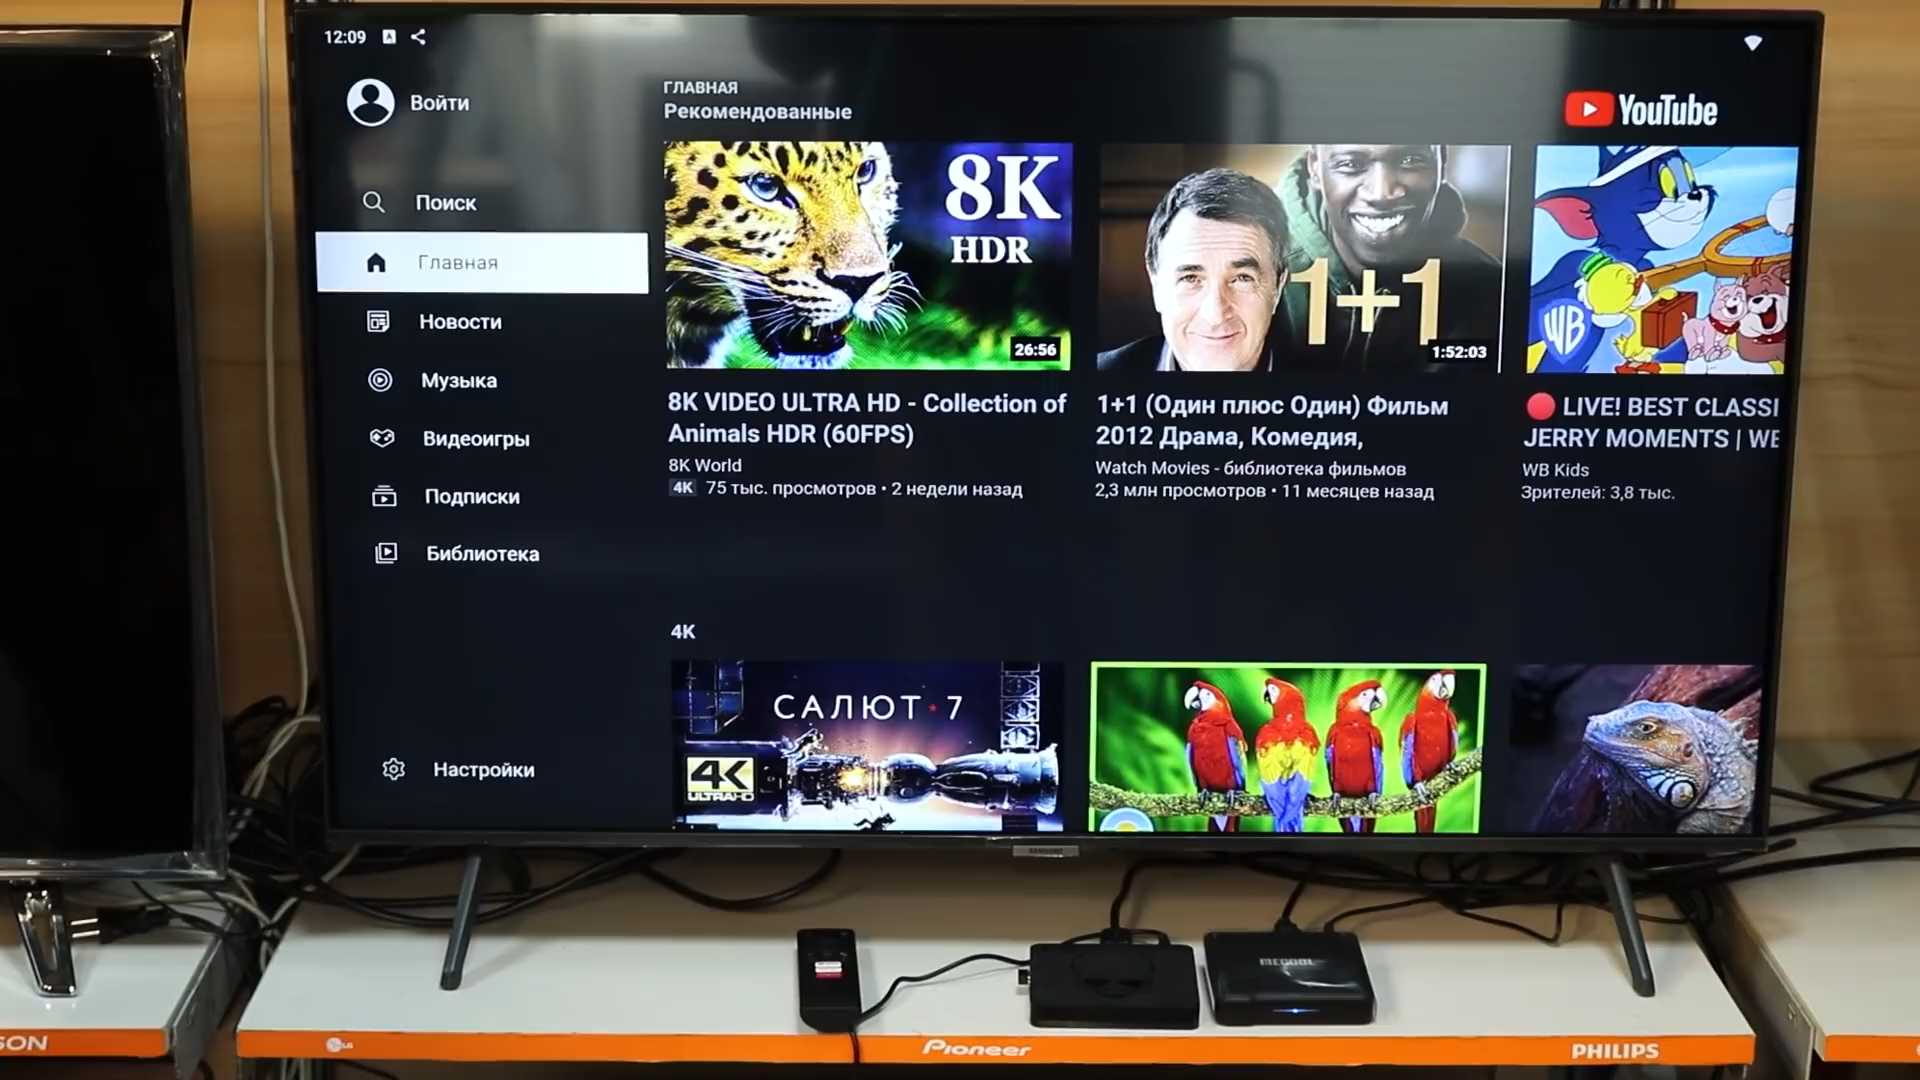 12:09
Войти
Поиск
Главная
Новости
Музыка
Видеоигры
Подписки
Библиотека
Настройки
ГЛАВНАЯ
Рекомендованные
YouTube
8K
HDR
26:56
8K VIDEO ULTRA HD - Collection of
Animals HDR (60FPS)
8K World
4K 75 тыс. просмотров • 2 недели назад
1+1
1:52:03
1+1 (Один плюс Один) Фильм
2012 Драма, Комедия,
Watch Movies - библиотека фильмов
2,3 млн просмотров • 11 месяцев назад
WB
LIVE! BEST CLASSI
JERRY MOMENTS | WE
WB Kids
Зрителей: 3,8 тыс.
4K
САЛЮТ 7
4K
ULTRA HD
SAMSUNG
MECOOL
SON
LG
Pioneer
PHILIPS